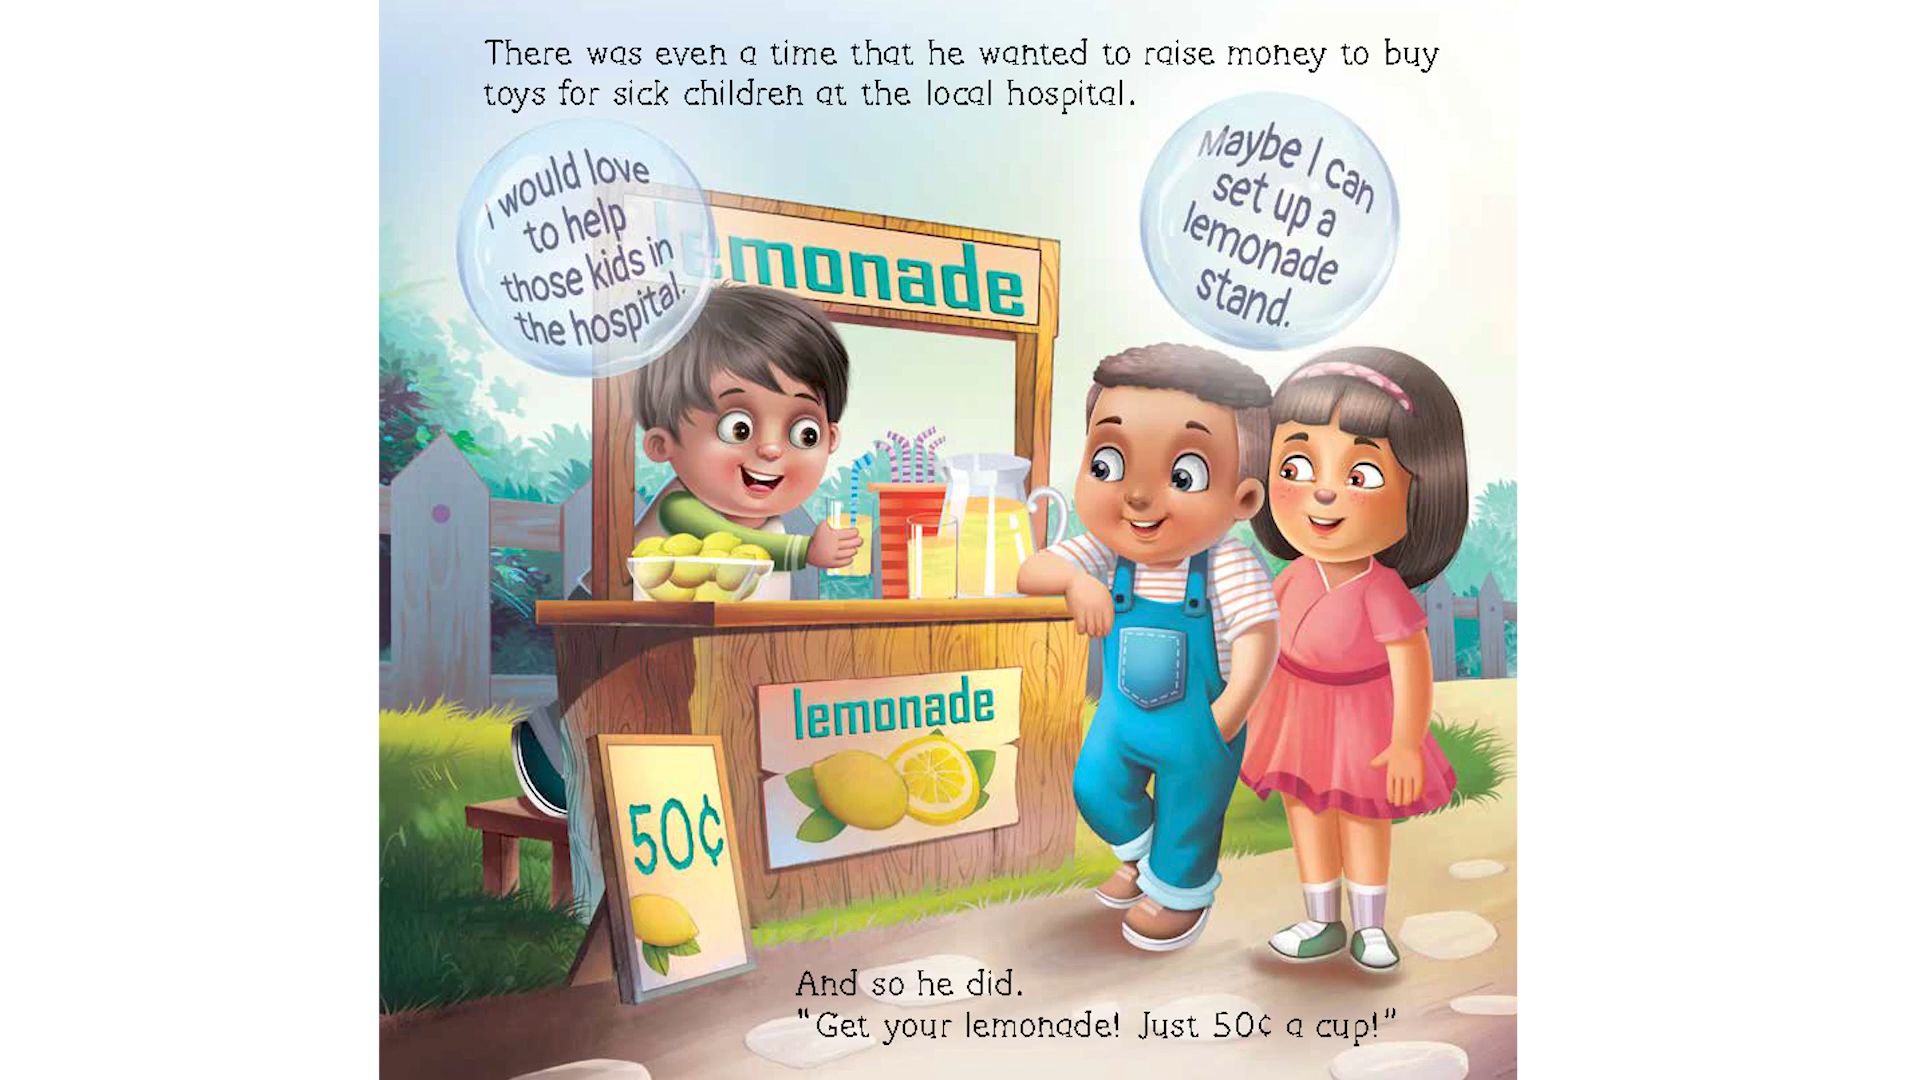 There was even a time that he wanted to raise money to buy
toys for sick children at the local hospital.
I would love
to help
those kids in
the hospital.
Maybe I can
set up a
lemonade
stand.
lemonade
lemonade
50¢
And so he did.
“Get your lemonade! Just 50¢ a cup!”